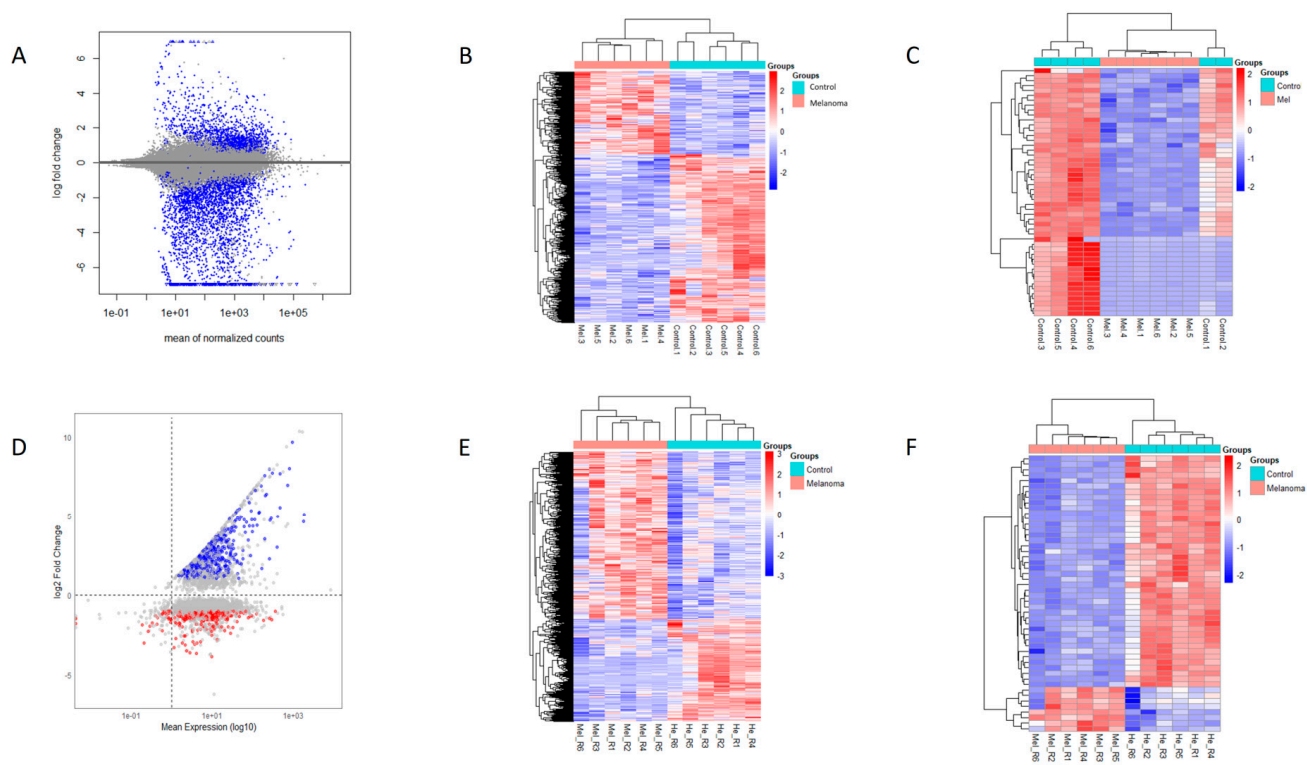 A
log fold change
6
4
2
0
-2
-4
-6
1e-01
1e+01
1e+03
1e+05
mean of normalized counts
B
Groups
2
1
0
-1
-2
Groups
Control
Melanoma
Mel.3
Mel.5
Mel.2
Mel.6
Mel.1
Mel.4
Control.1
Control.2
Control.3
Control.5
Control.4
Control.6
C
Groups
2
1
0
-1
-2
Groups
Contro
Mel
Control.3
Control.5
Control.4
Control.6
Mel.3
Mel.4
Mel.1
Mel.6
Mel.2
Mel.5
Control.1
Control.2
D
log2 Fold Change
10
5
0
-5
1e-01
1e+01
1e+03
Mean Expression (log10)
E
Groups
3
2
1
0
-1
-2
-3
Groups
Control
Melanoma
Mel_R6
Mel_R3
Mel_R1
Mel_R2
Mel_R4
Mel_R5
He_R6
He_R5
He_R3
He_R2
He_R1
He_R4
F
Groups
2
1
0
-1
-2
Groups
Control
Melanoma
Mel_R6
Mel_R2
Mel_R1
Mel_R4
Mel_R3
Mel_R5
He_R6
He_R2
He_R3
He_R5
He_R1
He_R4